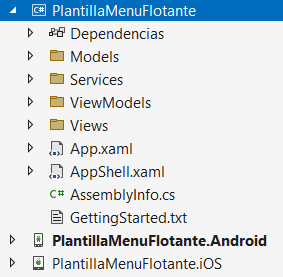 PlantillaMenuFlotante
Dependencias
Models
Services
ViewModels
Views
App.xaml
AppShell.xaml
C# AssemblyInfo.cs
GettingStarted.txt
PlantillaMenuFlotante.Android
PlantillaMenuFlotante.iOS